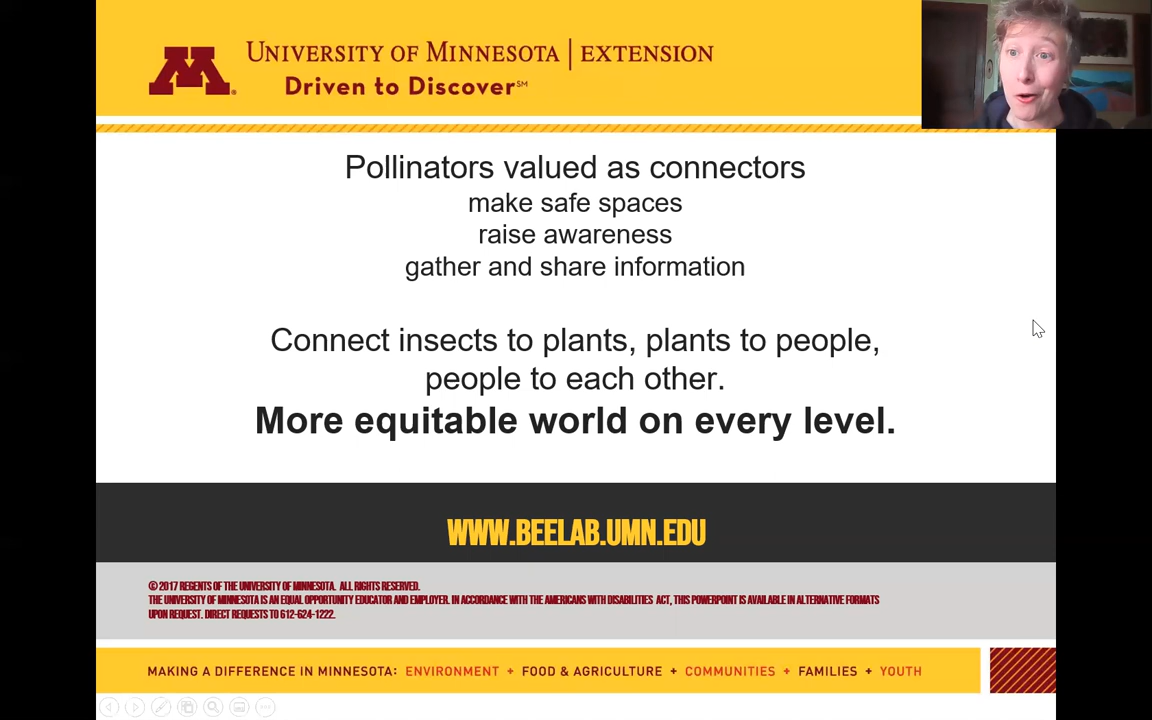 UNIVERSITY OF MINNESOTA | EXTENSION
Driven to Discover℠
Pollinators valued as connectors
make safe spaces
raise awareness
gather and share information
Connect insects to plants, plants to people,
people to each other.
More equitable world on every level.
WWW.BEELAB.UMN.EDU
© 2017 REGENTS OF THE UNIVERSITY OF MINNESOTA. ALL RIGHTS RESERVED.
THE UNIVERSITY OF MINNESOTA IS AN EQUAL OPPORTUNITY EDUCATOR AND EMPLOYER. IN ACCORDANCE WITH THE AMERICANS WITH DISABILITIES ACT, THIS POWERPOINT IS AVAILABLE IN ALTERNATIVE FORMATS
UPON REQUEST. DIRECT REQUESTS TO 612-624-1222.
MAKING A DIFFERENCE IN MINNESOTA: ENVIRONMENT + FOOD & AGRICULTURE + COMMUNITIES + FAMILIES + YOUTH